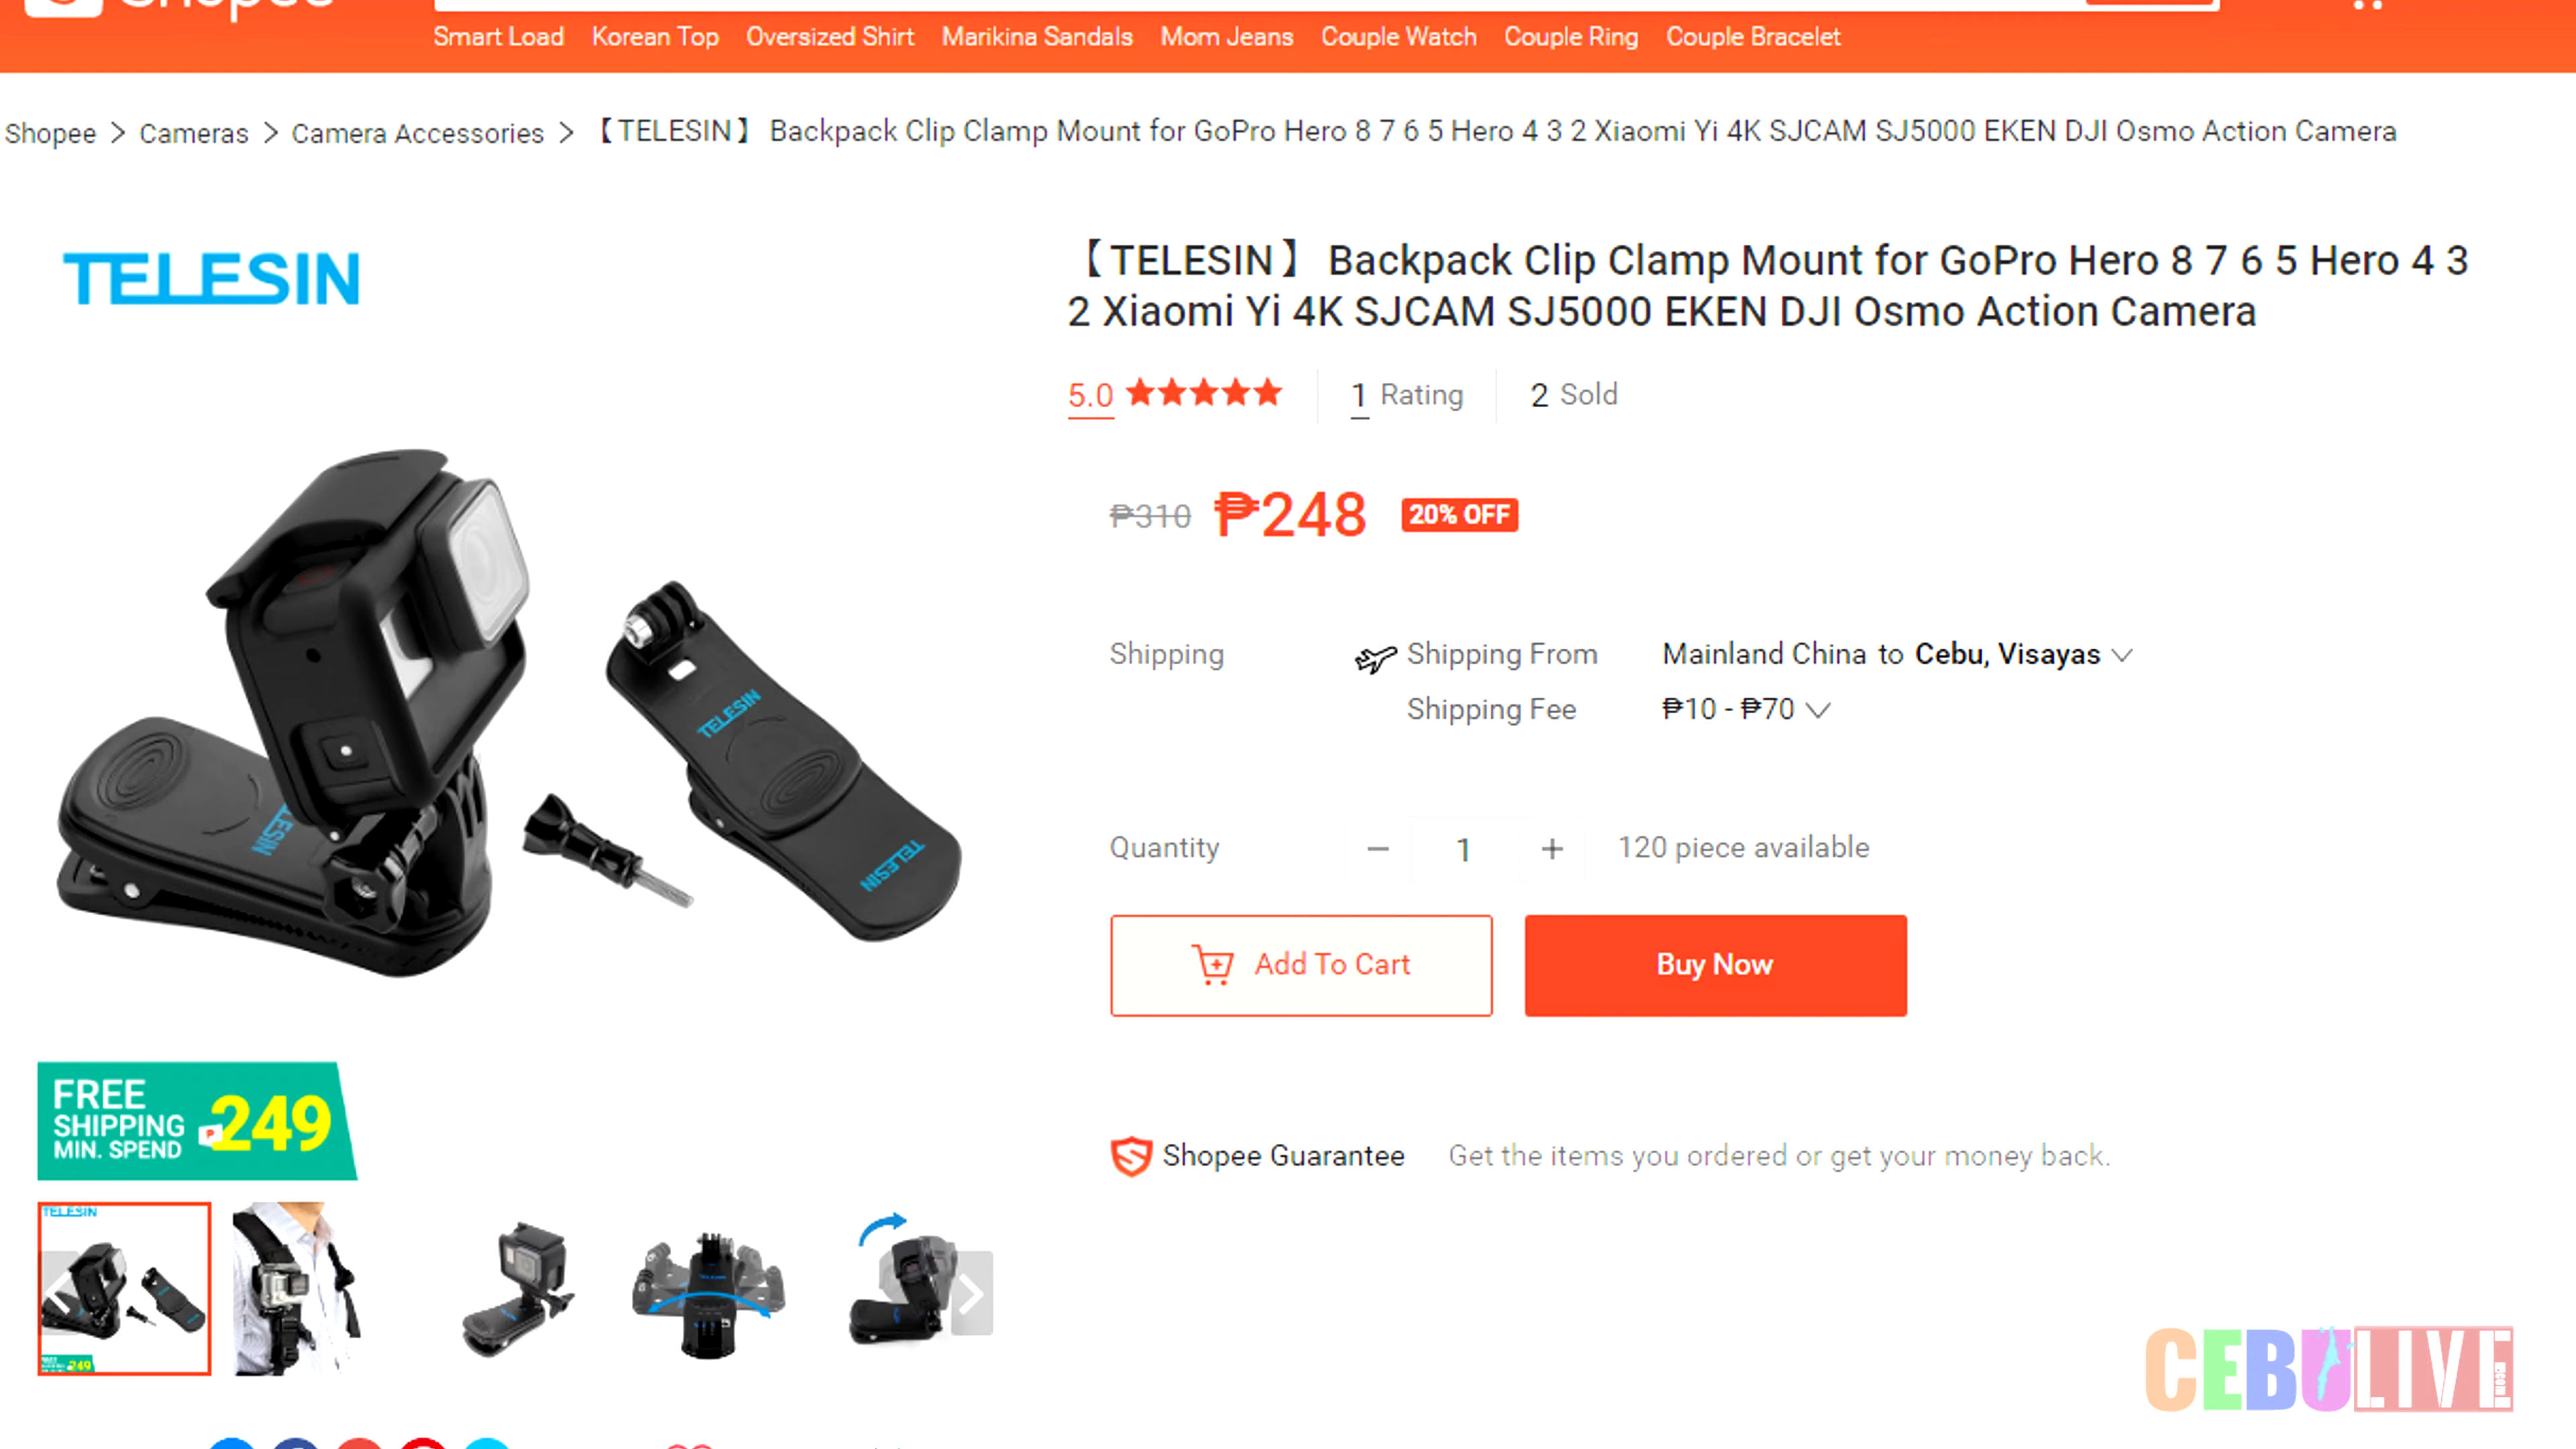 Shopee
Smart Load Korean Top Oversized Shirt Marikina Sandals Mom Jeans Couple Watch Couple Ring Couple Bracelet
Shopee > Cameras > Camera Accessories > 【TELESIN】 Backpack Clip Clamp Mount for GoPro Hero 8 7 6 5 Hero 4 3 2 Xiaomi Yi 4K SJCAM SJ5000 EKEN DJI Osmo Action Camera
TELESIN
【TELESIN】 Backpack Clip Clamp Mount for GoPro Hero 8 7 6 5 Hero 4 3
2 Xiaomi Yi 4K SJCAM SJ5000 EKEN DJI Osmo Action Camera
5.0 1 Rating 2 Sold
₱310 ₱248 20% OFF
Shipping Shipping From Mainland China to Cebu, Visayas
Shipping Fee ₱10 - ₱70
TELESIN
TELESIN
LESIN
Quantity − 1 + 120 piece available
Add To Cart Buy Now
FREE
SHIPPING
MIN. SPEND
₱249
Shopee Guarantee Get the items you ordered or get your money back.
TELESIN
249
CEBULIVE.com